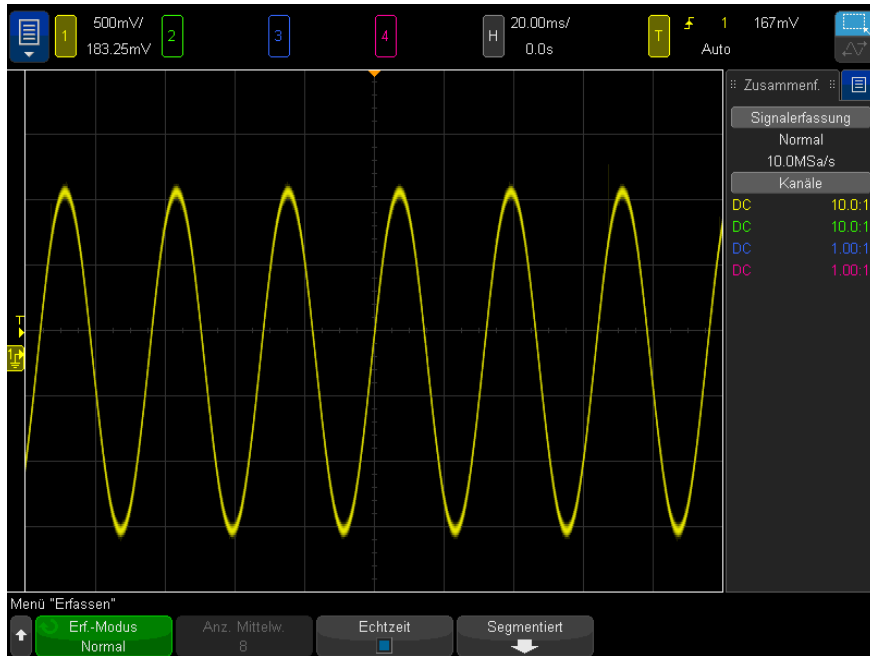 1
500mV/
183.25mV
2
3
4
H
20.00ms/
0.0s
T
1
167mV
Auto
Zusammenf.
Signalerfassung
Normal
10.0MSa/s
Kanäle
DC 10.0:1
DC 10.0:1
DC 1.00:1
DC 1.00:1
T
1
Menü "Erfassen"
Erf.-Modus
Normal
Anz. Mittelw.
8
Echtzeit
Segmentiert